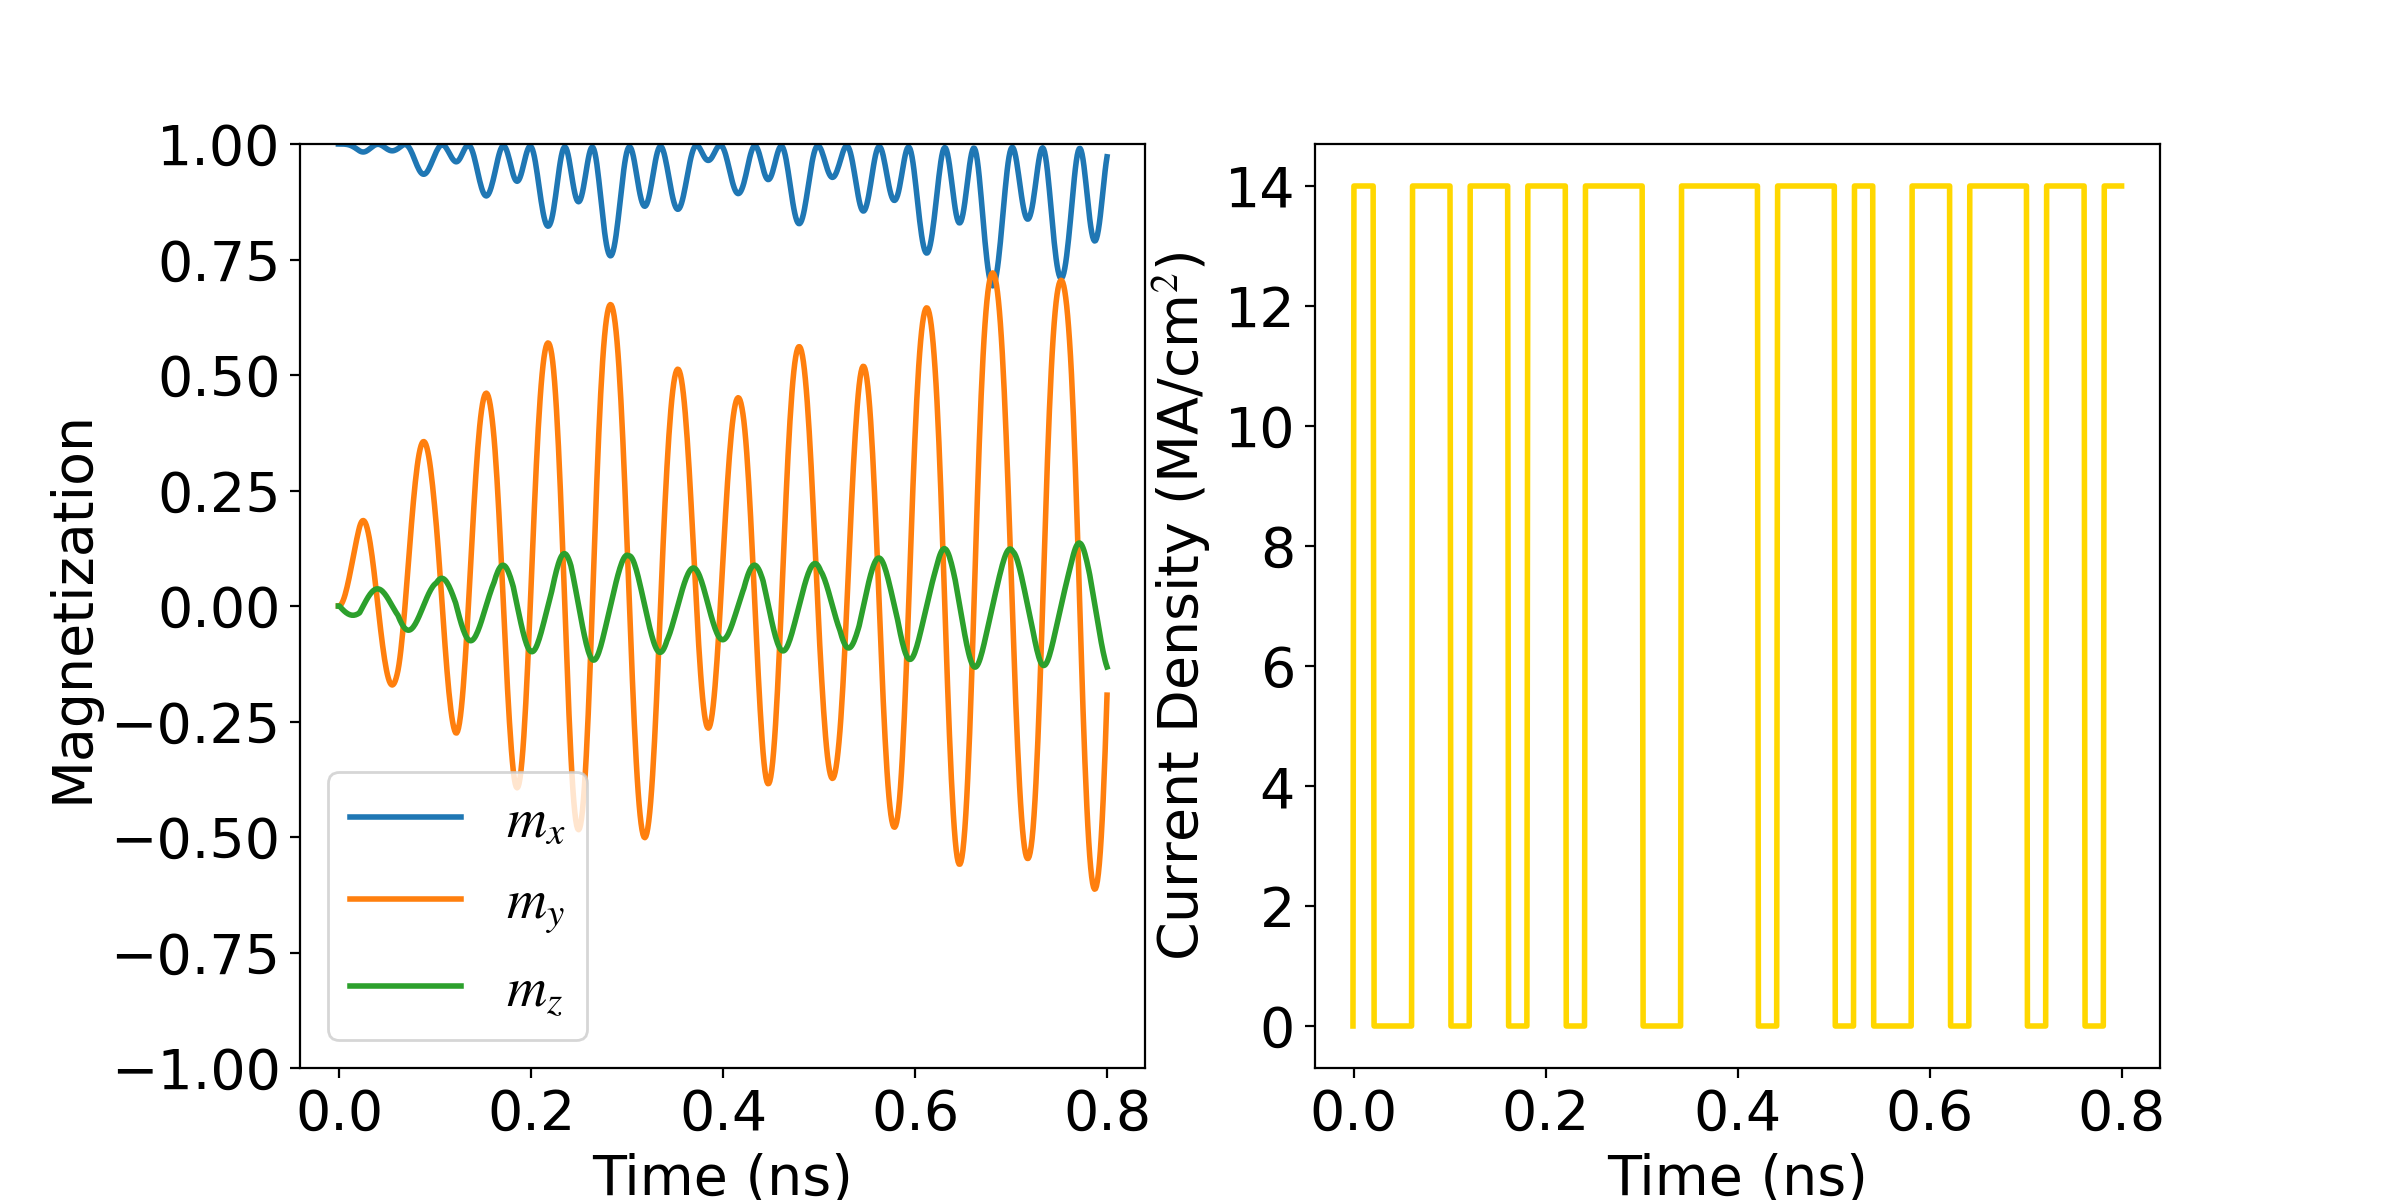 1.00
0.75
0.50
0.25
0.00
−0.25
−0.50
−0.75
−1.00
Magnetization
0.0 0.2 0.4 0.6 0.8
Time (ns)
m_x
m_y
m_z
14
12
10
8
6
4
2
0
Current Density (MA/cm²)
0.0 0.2 0.4 0.6 0.8
Time (ns)